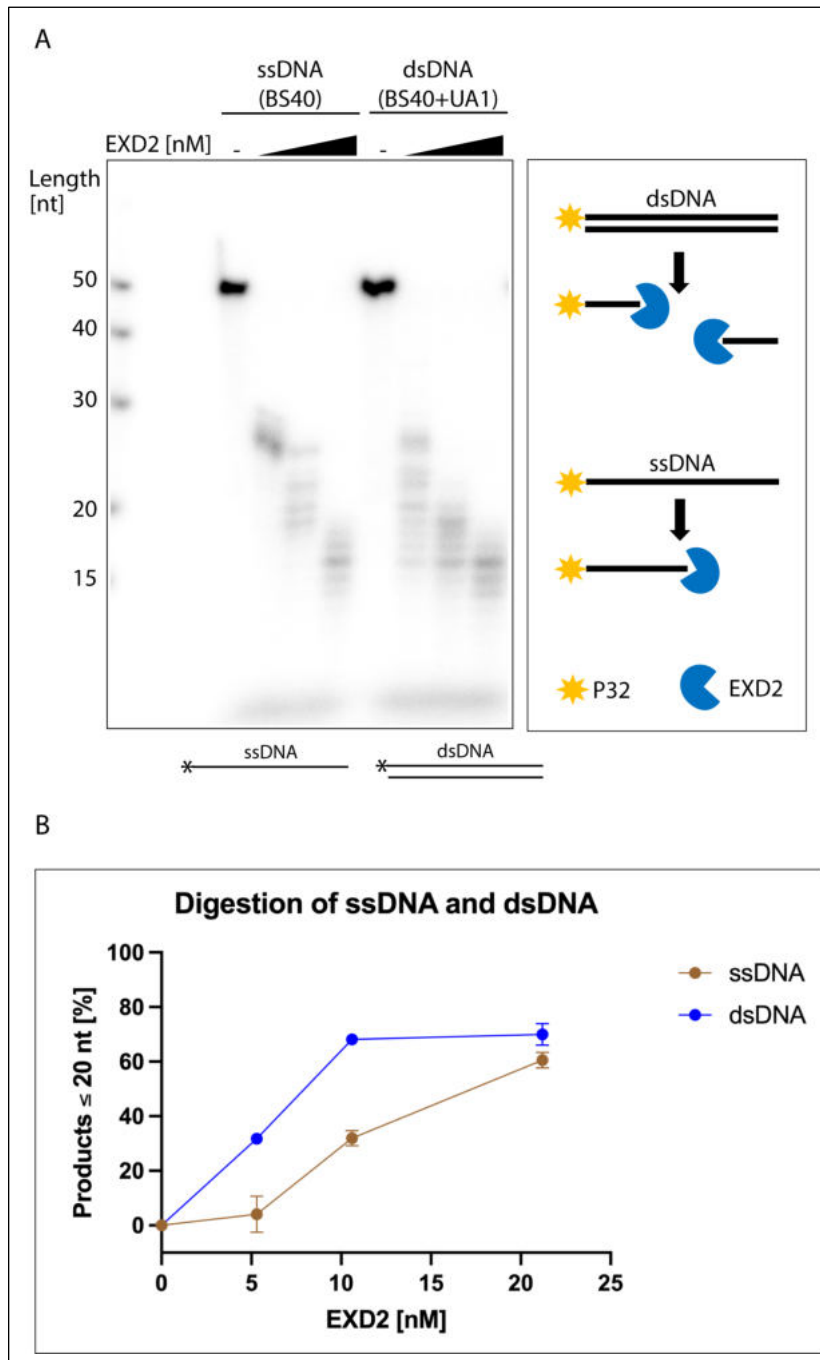 A
ssDNA
(BS40)
dsDNA
(BS40+UA1)
EXD2 [nM] - -
Length
[nt]
50
40
30
20
15
dsDNA
ssDNA
P32
EXD2
x ssDNA
x dsDNA
B
Digestion of ssDNA and dsDNA
Products ≤ 20 nt [%]
100
80
60
40
20
0
0 5 10 15 20 25
EXD2 [nM]
ssDNA
dsDNA